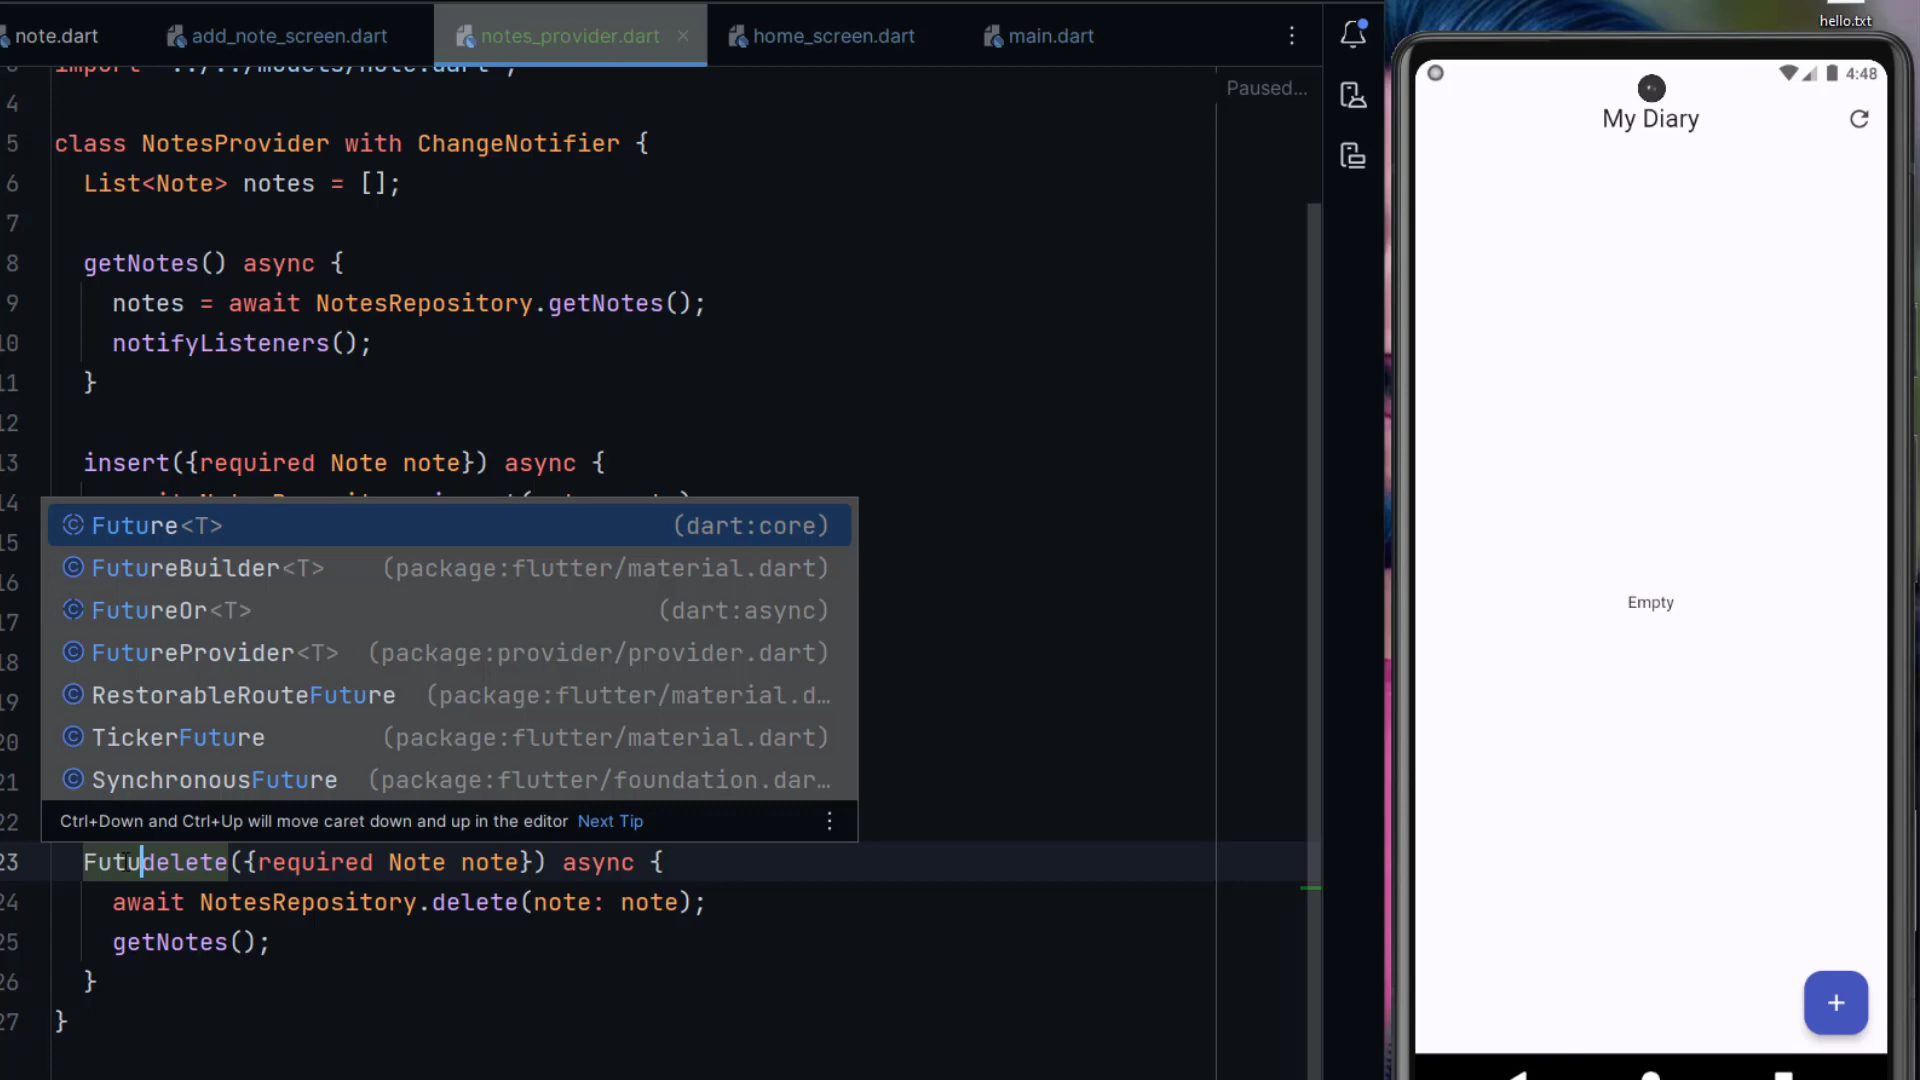 note.dart
add_note_screen.dart
notes_provider.dart
home_screen.dart
main.dart
hello.txt
Paused...
4
5 class NotesProvider with ChangeNotifier {
6 List<Note> notes = [];
7
8 getNotes() async {
9 notes = await NotesRepository.getNotes();
10 notifyListeners();
11 }
12
13 insert({required Note note}) async {
14
15
16
17
18
19
20
21
22
Future<T> (dart:core)
FutureBuilder<T> (package:flutter/material.dart)
FutureOr<T> (dart:async)
FutureProvider<T> (package:provider/provider.dart)
RestorableRouteFuture (package:flutter/material.d…
TickerFuture (package:flutter/material.dart)
SynchronousFuture (package:flutter/foundation.dar…
Ctrl+Down and Ctrl+Up will move caret down and up in the editor Next Tip
23 Futudelete({required Note note}) async {
24 await NotesRepository.delete(note: note);
25 getNotes();
26 }
27 }
4:48
My Diary
Empty
+